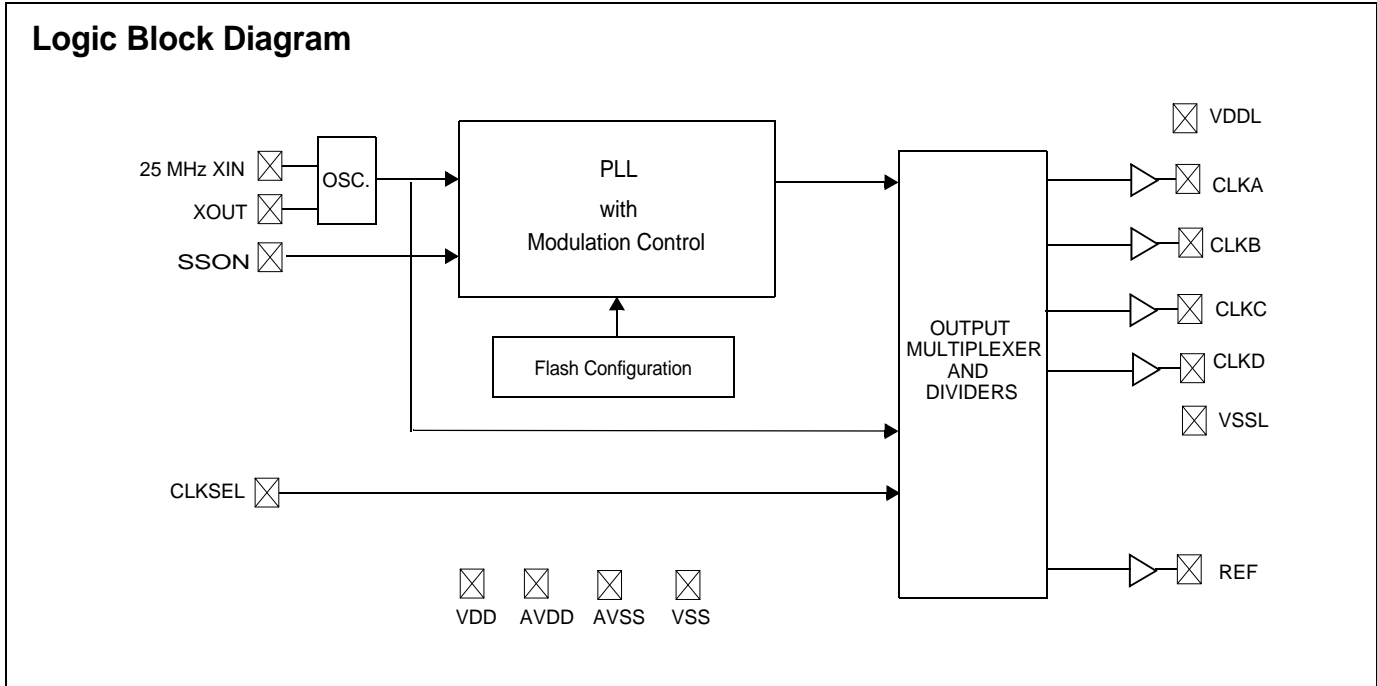 Logic Block Diagram
25 MHz XIN
XOUT
SSON
OSC.
PLL
with
Modulation Control
Flash Configuration
CLKSEL
VDD
AVDD
AVSS
VSS
OUTPUT
MULTIPLEXER
AND
DIVIDERS
VDDL
CLKA
CLKB
CLKC
CLKD
VSSL
REF